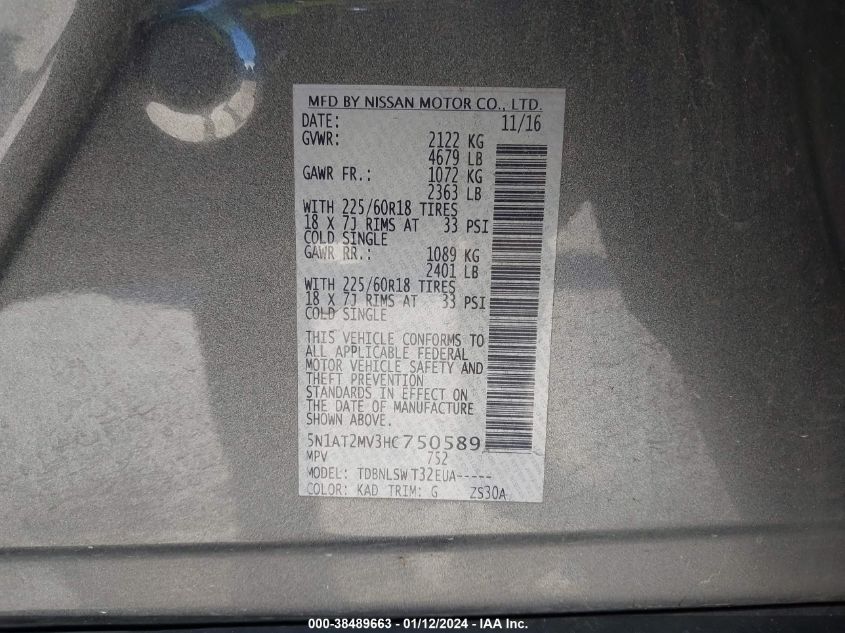 MFD BY NISSAN MOTOR CO., LTD.
DATE: 11/16
GVWR: 2122 KG
4679 LB
GAWR FR.: 1072 KG
2363 LB
WITH 225/60R18 TIRES
18 X 7J RIMS AT 33 PSI
COLD SINGLE
GAWR RR.: 1089 KG
2401 LB
WITH 225/60R18 TIRES
18 X 7J RIMS AT 33 PSI
COLD SINGLE
THIS VEHICLE CONFORMS TO
ALL APPLICABLE FEDERAL
MOTOR VEHICLE SAFETY AND
THEFT PREVENTION
STANDARDS IN EFFECT ON
THE DATE OF MANUFACTURE
SHOWN ABOVE.
5N1AT2MV3HC750589
MPV 752
MODEL: TDBNLSW T32EUA-----
COLOR: KAD TRIM: G ZS30A
000-38489663 - 01/12/2024 - IAA Inc.